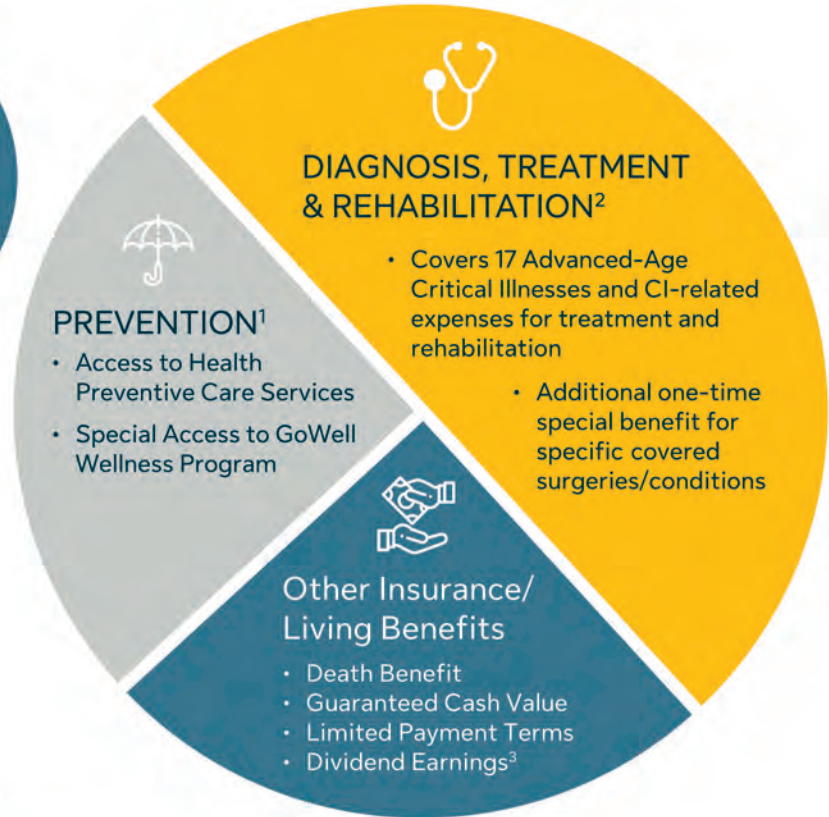 DIAGNOSIS, TREATMENT
& REHABILITATION²
• Covers 17 Advanced-Age
Critical Illnesses and CI-related
expenses for treatment and
rehabilitation
• Additional one-time
special benefit for
specific covered
surgeries/conditions
PREVENTION¹
• Access to Health
Preventive Care Services
• Special Access to GoWell
Wellness Program
Other Insurance/
Living Benefits
• Death Benefit
• Guaranteed Cash Value
• Limited Payment Terms
• Dividend Earnings³